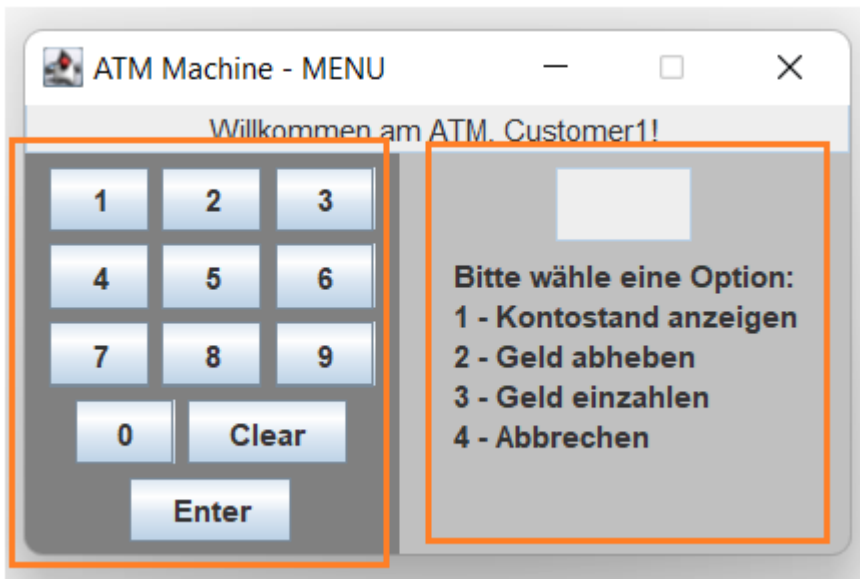 ATM Machine - MENU
Willkommen am ATM, Customer1!
1 2 3
4 5 6
7 8 9
0 Clear
Enter
Bitte wähle eine Option:
1 - Kontostand anzeigen
2 - Geld abheben
3 - Geld einzahlen
4 - Abbrechen